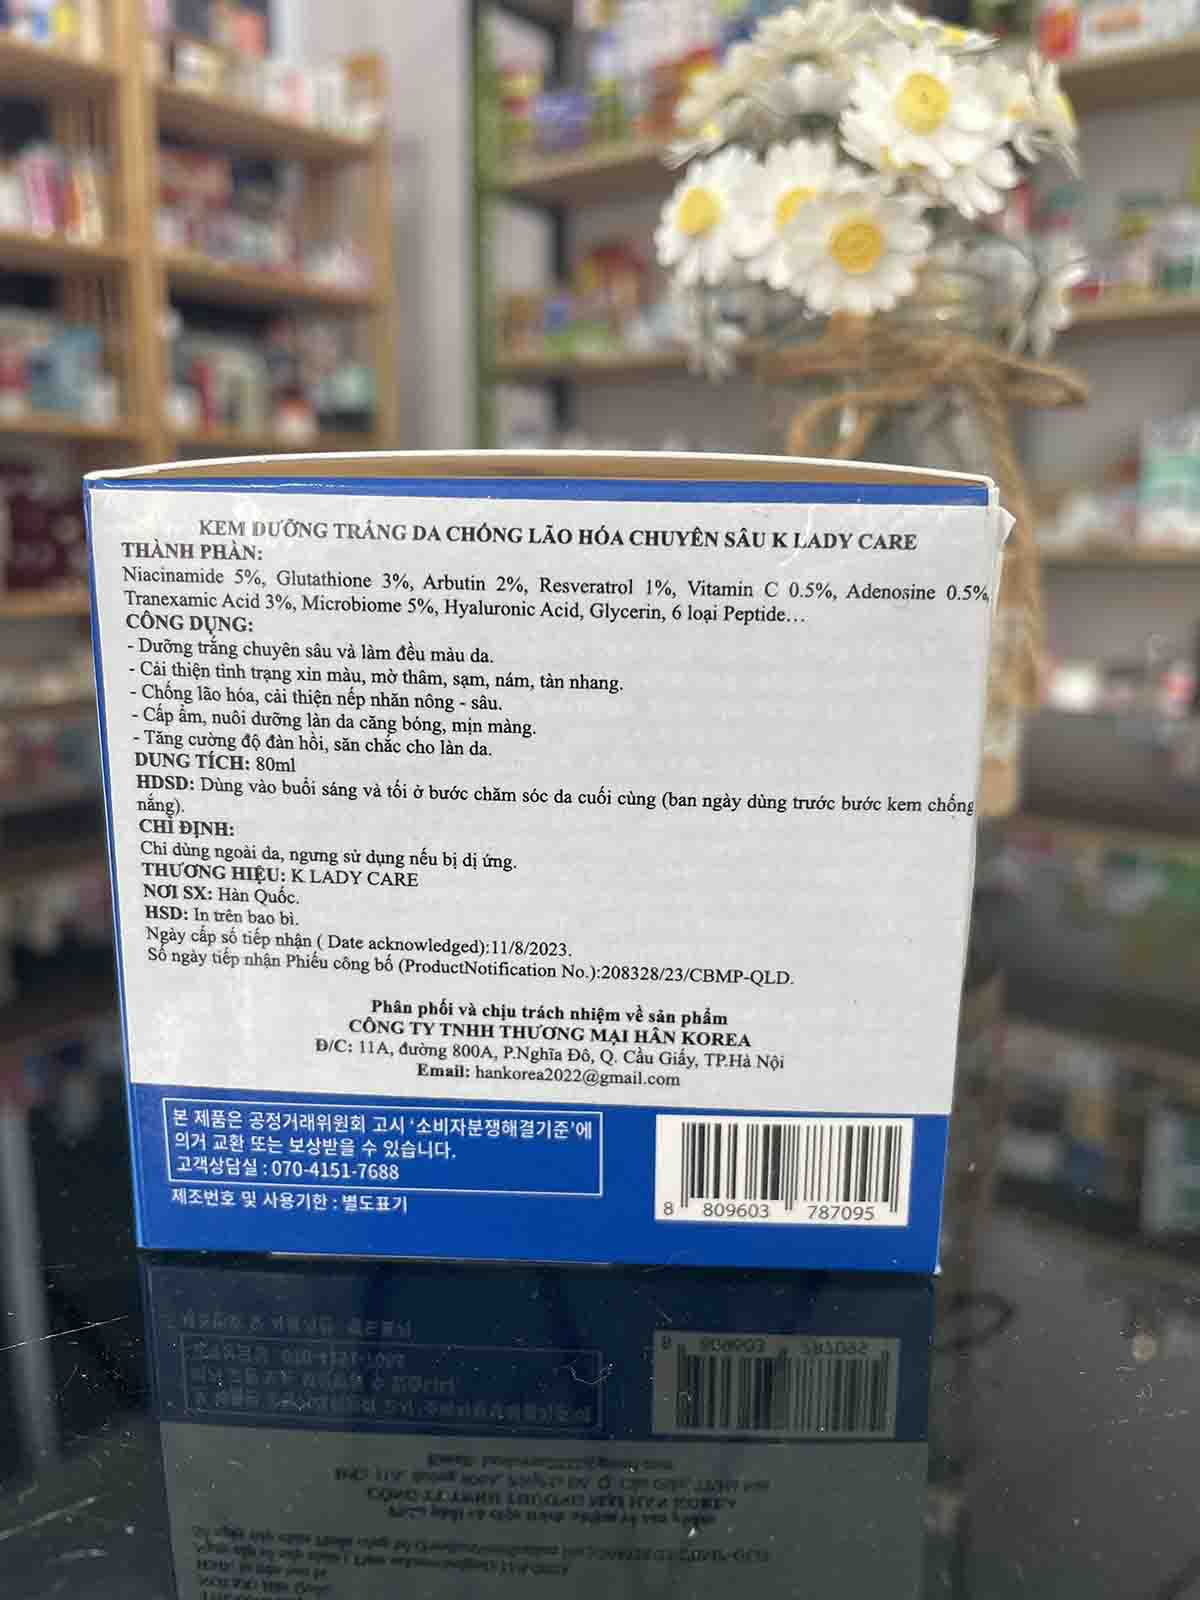 KEM DƯỠNG TRẮNG DA CHỐNG LÃO HÓA CHUYÊN SÂU K LADY CARE
THÀNH PHẦN:
Niacinamide 5%, Glutathione 3%, Arbutin 2%, Resveratrol 1%, Vitamin C 0.5%, Adenosine 0.5%,
Tranexamic Acid 3%, Microbiome 5%, Hyaluronic Acid, Glycerin, 6 loại Peptide…
CÔNG DỤNG:
- Dưỡng trắng chuyên sâu và làm đều màu da.
- Cải thiện tình trạng xỉn màu, mờ thâm, sạm, nám, tàn nhang.
- Chống lão hóa, cải thiện nếp nhăn nông - sâu.
- Cấp ẩm, nuôi dưỡng làn da căng bóng, mịn màng.
- Tăng cường độ đàn hồi, săn chắc cho làn da.
DUNG TÍCH: 80ml
HDSD: Dùng vào buổi sáng và tối ở bước chăm sóc da cuối cùng (ban ngày dùng trước bước kem chống
nắng).
CHỈ ĐỊNH:
Chỉ dùng ngoài da, ngưng sử dụng nếu bị dị ứng.
THƯƠNG HIỆU: K LADY CARE
NƠI SX: Hàn Quốc.
HSD: In trên bao bì.
Ngày cấp số tiếp nhận ( Date acknowledged):11/8/2023.
Số ngày tiếp nhận Phiếu công bố (ProductNotification No.):208328/23/CBMP-QLD.
Phân phối và chịu trách nhiệm về sản phẩm
CÔNG TY TNHH THƯƠNG MẠI HÂN KOREA
Đ/C: 11A, đường 800A, P.Nghĩa Đô, Q. Cầu Giấy, TP.Hà Nội
Email: hankorea2022@gmail.com
본 제품은 공정거래위원회 고시 '소비자분쟁해결기준'에
의거 교환 또는 보상받을 수 있습니다.
고객상담실 : 070-4151-7688
제조번호 및 사용기한 : 별도표기
8 809603 787095